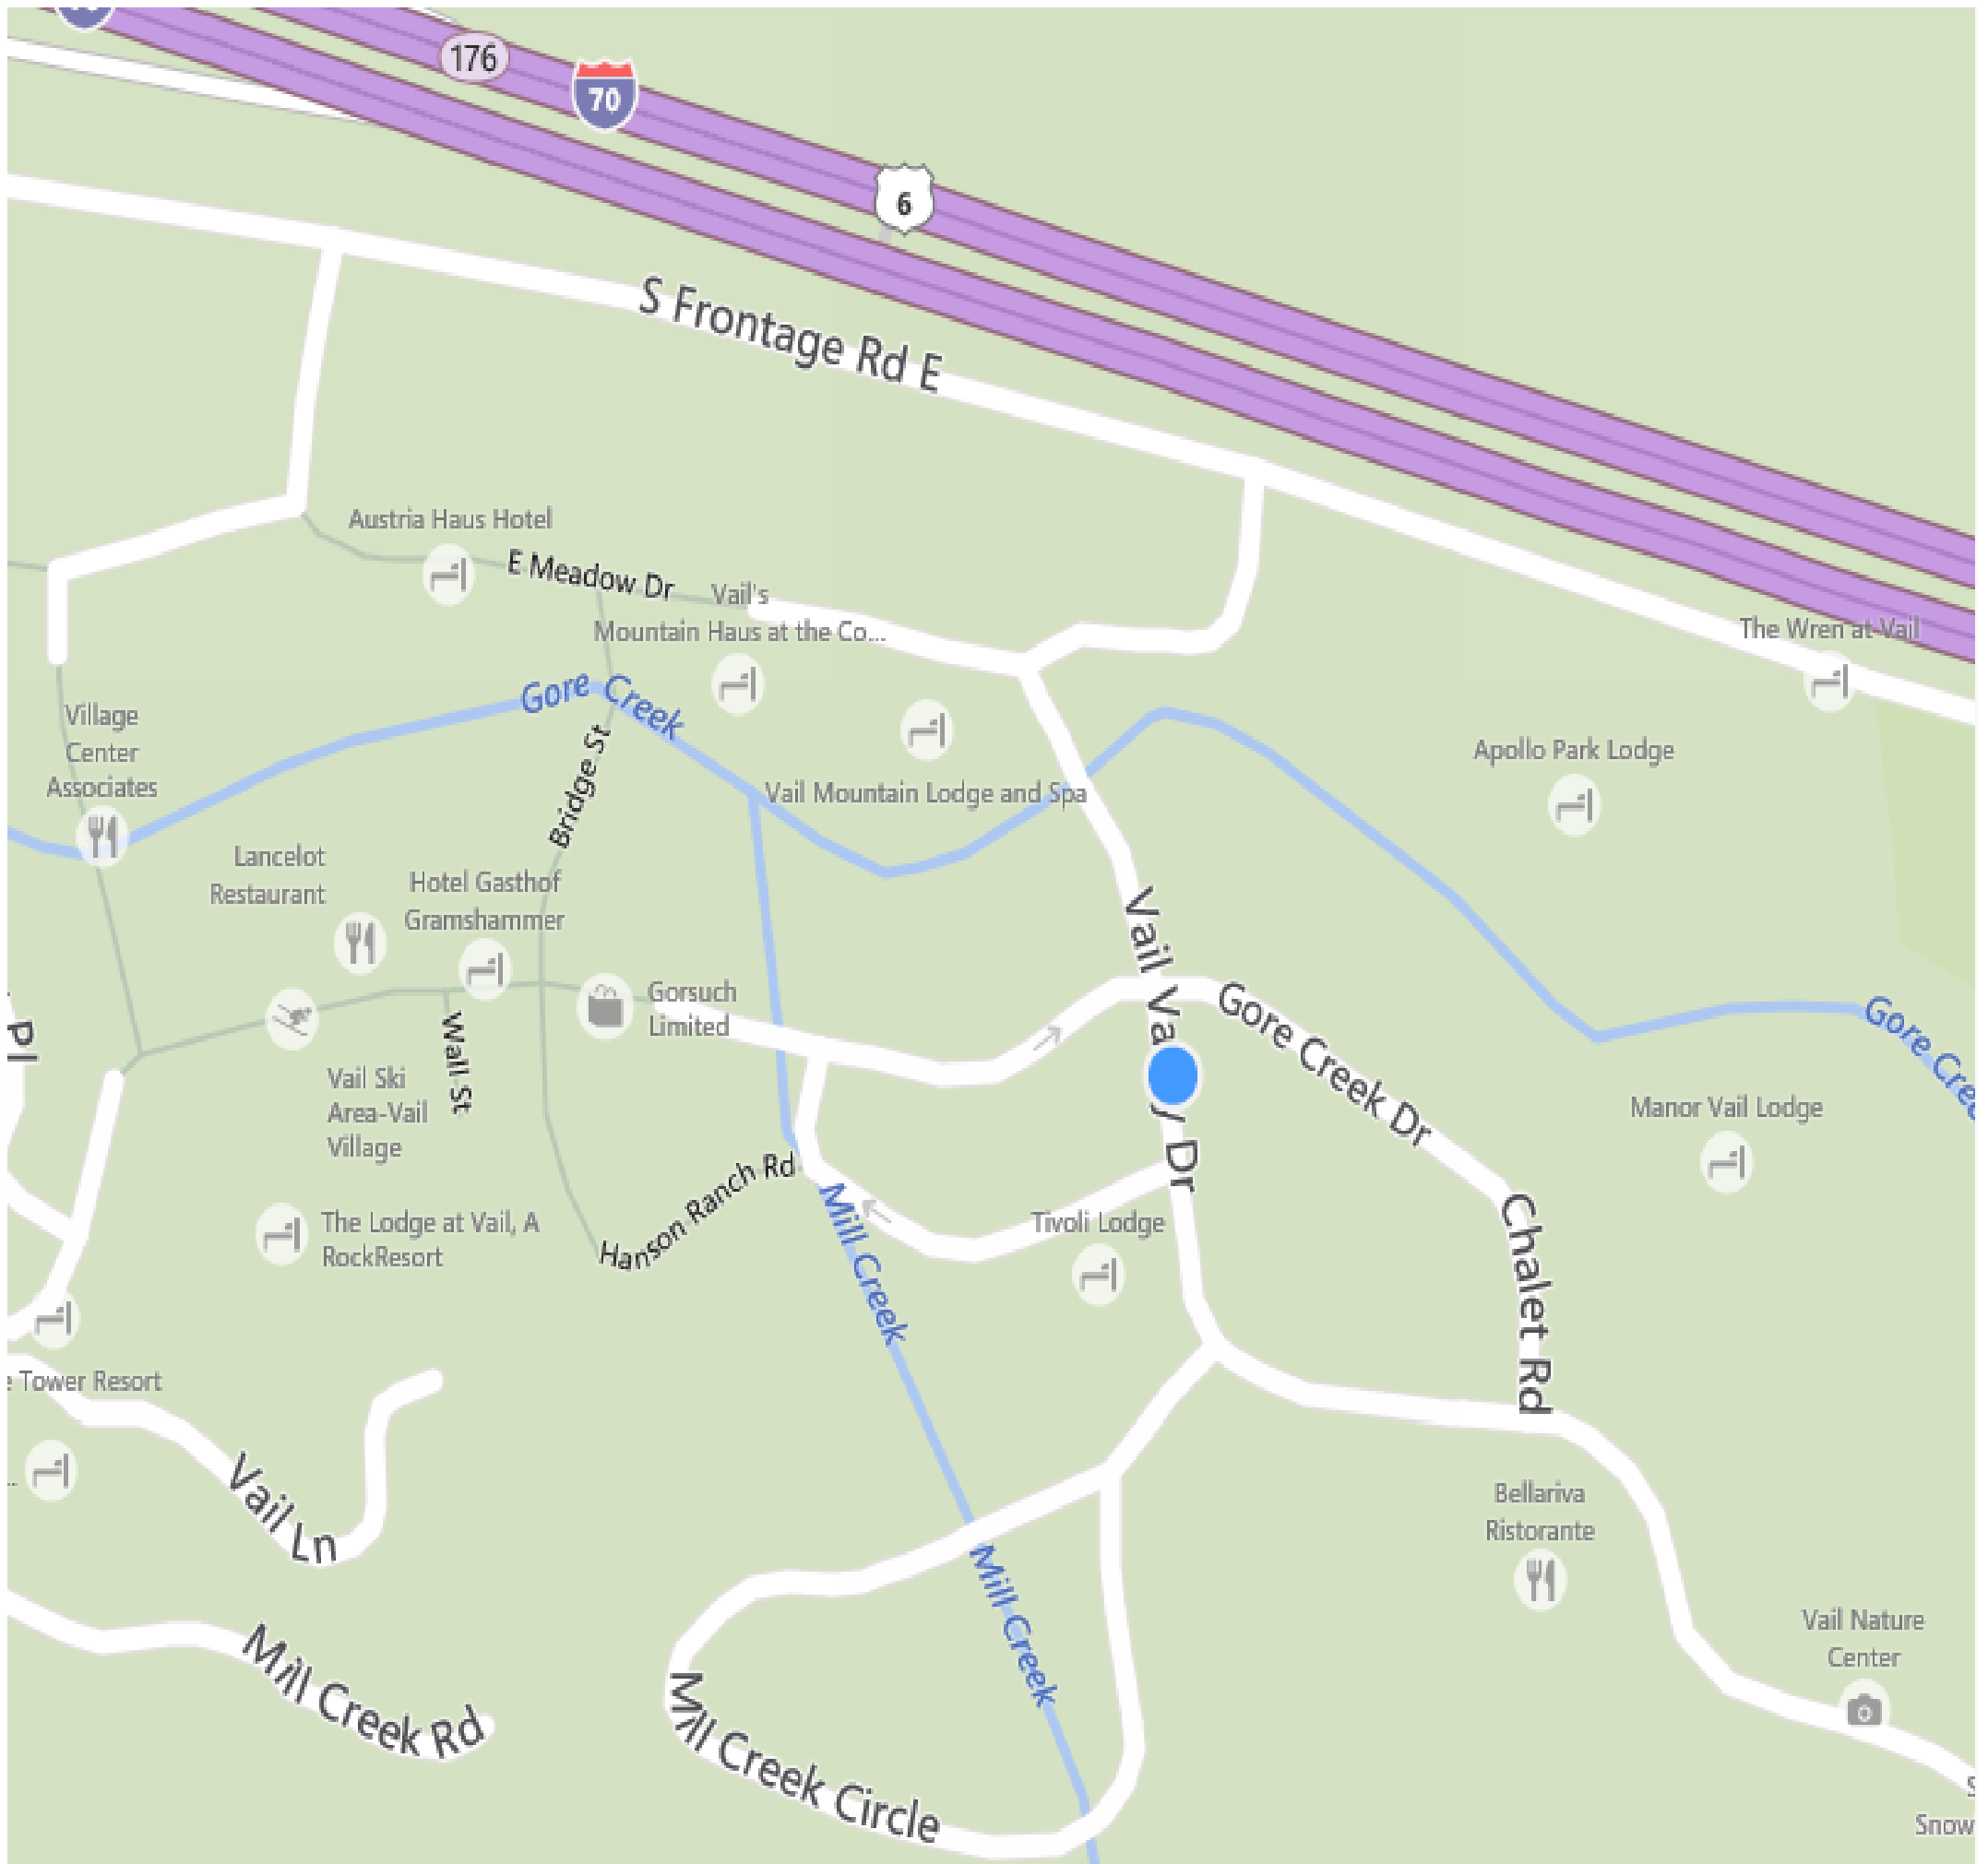 176
70
6
S Frontage Rd E
Austria Haus Hotel
E Meadow Dr
Vail's
Mountain Haus at the Co...
The Wren at Vail
Gore Creek
Village
Center
Associates
Bridge St
Vail Mountain Lodge and Spa
Apollo Park Lodge
Lancelot
Restaurant
Hotel Gasthof
Gramshammer
Vail
Gorsuch
Limited
Gore Creek Dr
Gore Cree
Pl
Wall St
Vail Ski
Area-Vail
Village
Va y Dr
Manor Vail Lodge
Hanson Ranch Rd
Mill Creek
The Lodge at Vail, A
RockResort
Tivoli Lodge
Chalet Rd
e Tower Resort
Vail Ln
Bellariva
Ristorante
Mill Creek
Vail Nature
Center
Mill Creek Rd
Mill Creek Circle
S
Snow